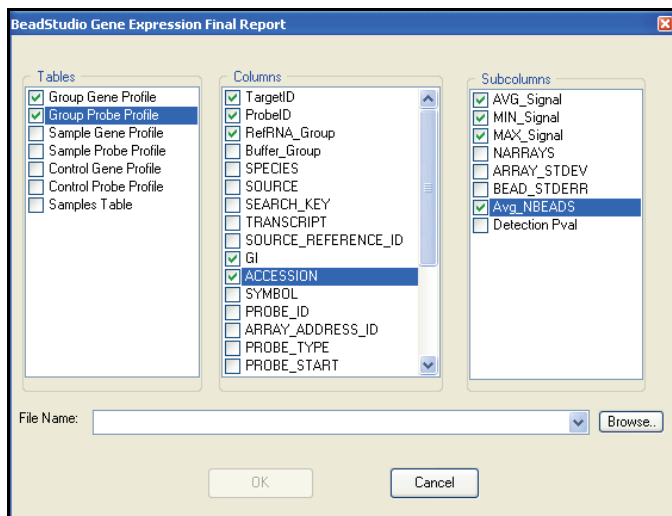 BeadStudio Gene Expression Final Report
Tables
Group Gene Profile
Group Probe Profile
Sample Gene Profile
Sample Probe Profile
Control Gene Profile
Control Probe Profile
Samples Table
Columns
TargetID
ProbeID
RefRNA_Group
Buffer_Group
SPECIES
SOURCE
SEARCH_KEY
TRANSCRIPT
SOURCE_REFERENCE_ID
GI
ACCESSION
SYMBOL
PROBE_ID
ARRAY_ADDRESS_ID
PROBE_TYPE
PROBE_START
Subcolumns
AVG_Signal
MIN_Signal
MAX_Signal
NARRAYS
ARRAY_STDEV
BEAD_STDERR
Avg_NBEADS
Detection Pval
File Name:
Browse..
OK
Cancel